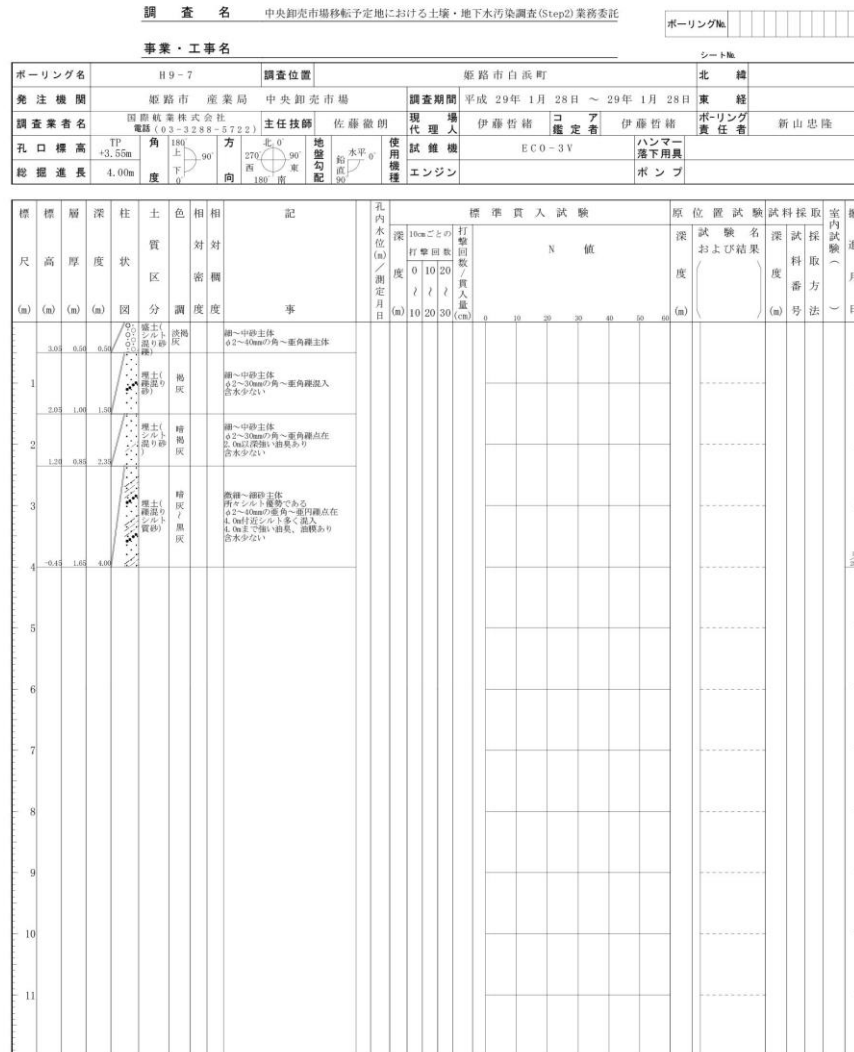 調査名 中央卸売市場移転予定地における土壌・地下水汚染調査(Step2)業務委託
ボーリング№
事業・工事名
シート№
ボーリング名 H9-7 調査位置 姫路市白浜町 北緯
発注機関 姫路市 産業局 中央卸売市場 調査期間 平成 29年 1月 28日 ～ 29年 1月 28日 東経
調査業者名 国際航業株式会社 電話(03-3288-5722) 主任技師 佐藤徹朗 現場代理人 伊藤哲緒 コア鑑定者 伊藤哲緒 ボーリング責任者 新山忠隆
孔口標高 TP +3.55m 角度 180° 上 90° 下 0° 方向 北 0° 270° 90° 西 東 180° 南 地盤勾配 水平 0° 鉛直 90° 使用機種 試錐機 ECO-3V ハンマー落下用具
総掘進長 4.00m エンジン ポンプ
標尺(m) 標高(m) 層厚(m) 深度(m) 柱状図 土質区分 色調 相対密度 相対稠度 記事 孔内水位(m)/測定月日 標準貫入試験 原位置試験 試料採取 室内試験( )
深度(m) 10cmごとの打撃回数 打撃回数/貫入量(cm) N値 深度(m) 試験名および結果( ) 深度(m) 試料番号 採取方法
0 10 20
≀ ≀ ≀
10 20 30
0 10 20 30 40 50 60
3.05 0.50 0.50 盛土(シルト混り砂礫) 淡褐灰 細～中砂主体
φ2～40mmの角～亜角礫主体
1
2.05 1.00 1.50 埋土(礫混り砂) 褐灰 細～中砂主体
φ2～30mmの角～亜角礫混入
含水少ない
2
1.20 0.85 2.35 埋土(シルト混り砂) 暗褐灰 細～中砂主体
φ2～30mmの角～亜角礫点在
2.0m以深強い油臭あり
含水少ない
3
-0.45 1.65 4.00 埋土(礫混りシルト質砂) 暗灰～黒灰 微細～細砂主体
所々シルト優勢である
φ2～40mmの亜角～亜円礫点在
4.0m付近シルト多く混入
4.0mまで強い油臭、油膜あり
含水少ない
4
5
6
7
8
9
10
11